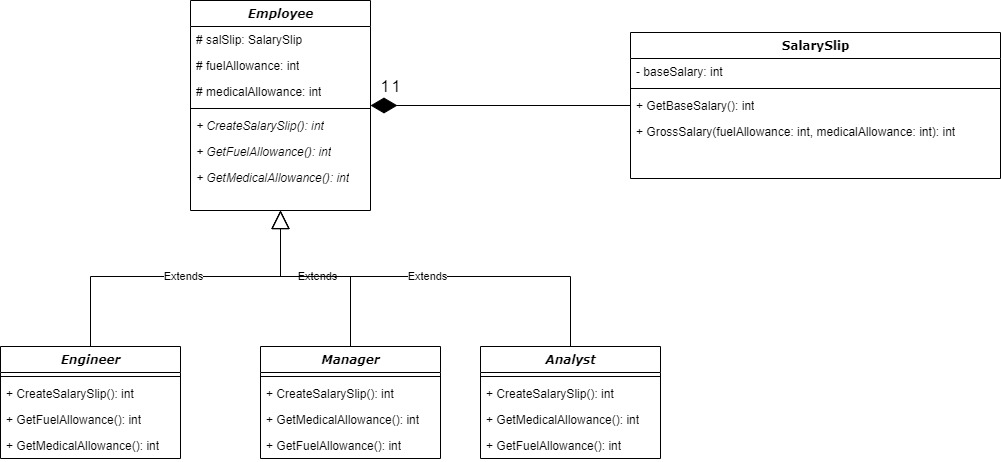 Employee
# salSlip: SalarySlip
# fuelAllowance: int
# medicalAllowance: int
+ CreateSalarySlip(): int
+ GetFuelAllowance(): int
+ GetMedicalAllowance(): int
1 1
SalarySlip
- baseSalary: int
+ GetBaseSalary(): int
+ GrossSalary(fuelAllowance: int, medicalAllowance: int): int
Extends
Extends
Extends
Engineer
+ CreateSalarySlip(): int
+ GetFuelAllowance(): int
+ GetMedicalAllowance(): int
Manager
+ CreateSalarySlip(): int
+ GetMedicalAllowance(): int
+ GetFuelAllowance(): int
Analyst
+ CreateSalarySlip(): int
+ GetMedicalAllowance(): int
+ GetFuelAllowance(): int